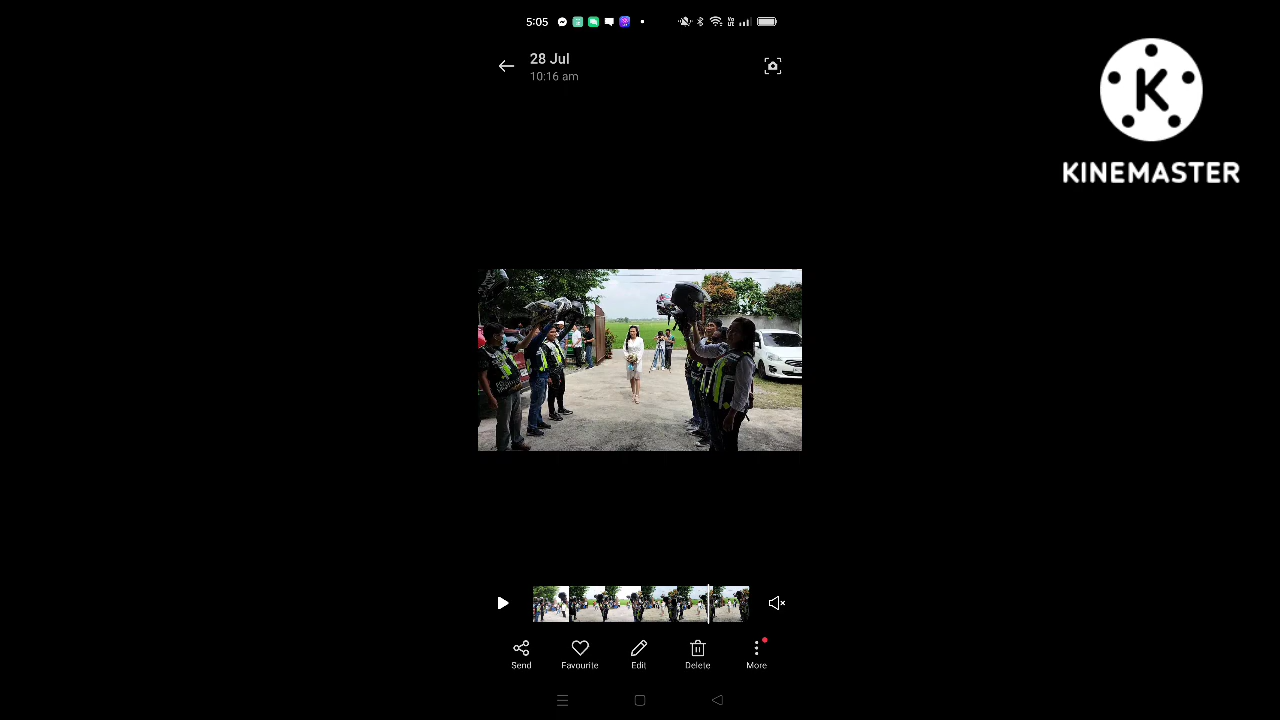 5:05
28 Jul
10:16 am
K
KINEMASTER
Send
Favourite
Edit
Delete
More